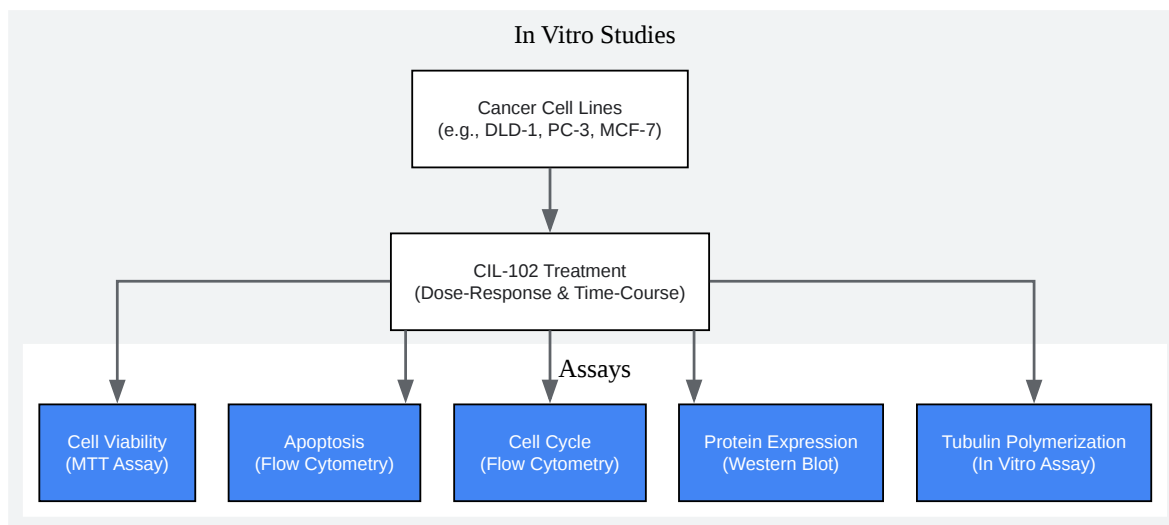 In Vitro Studies
Cancer Cell Lines
(e.g., DLD-1, PC-3, MCF-7)
CIL-102 Treatment
(Dose-Response & Time-Course)
Assays
Cell Viability
(MTT Assay)
Apoptosis
(Flow Cytometry)
Cell Cycle
(Flow Cytometry)
Protein Expression
(Western Blot)
Tubulin Polymerization
(In Vitro Assay)